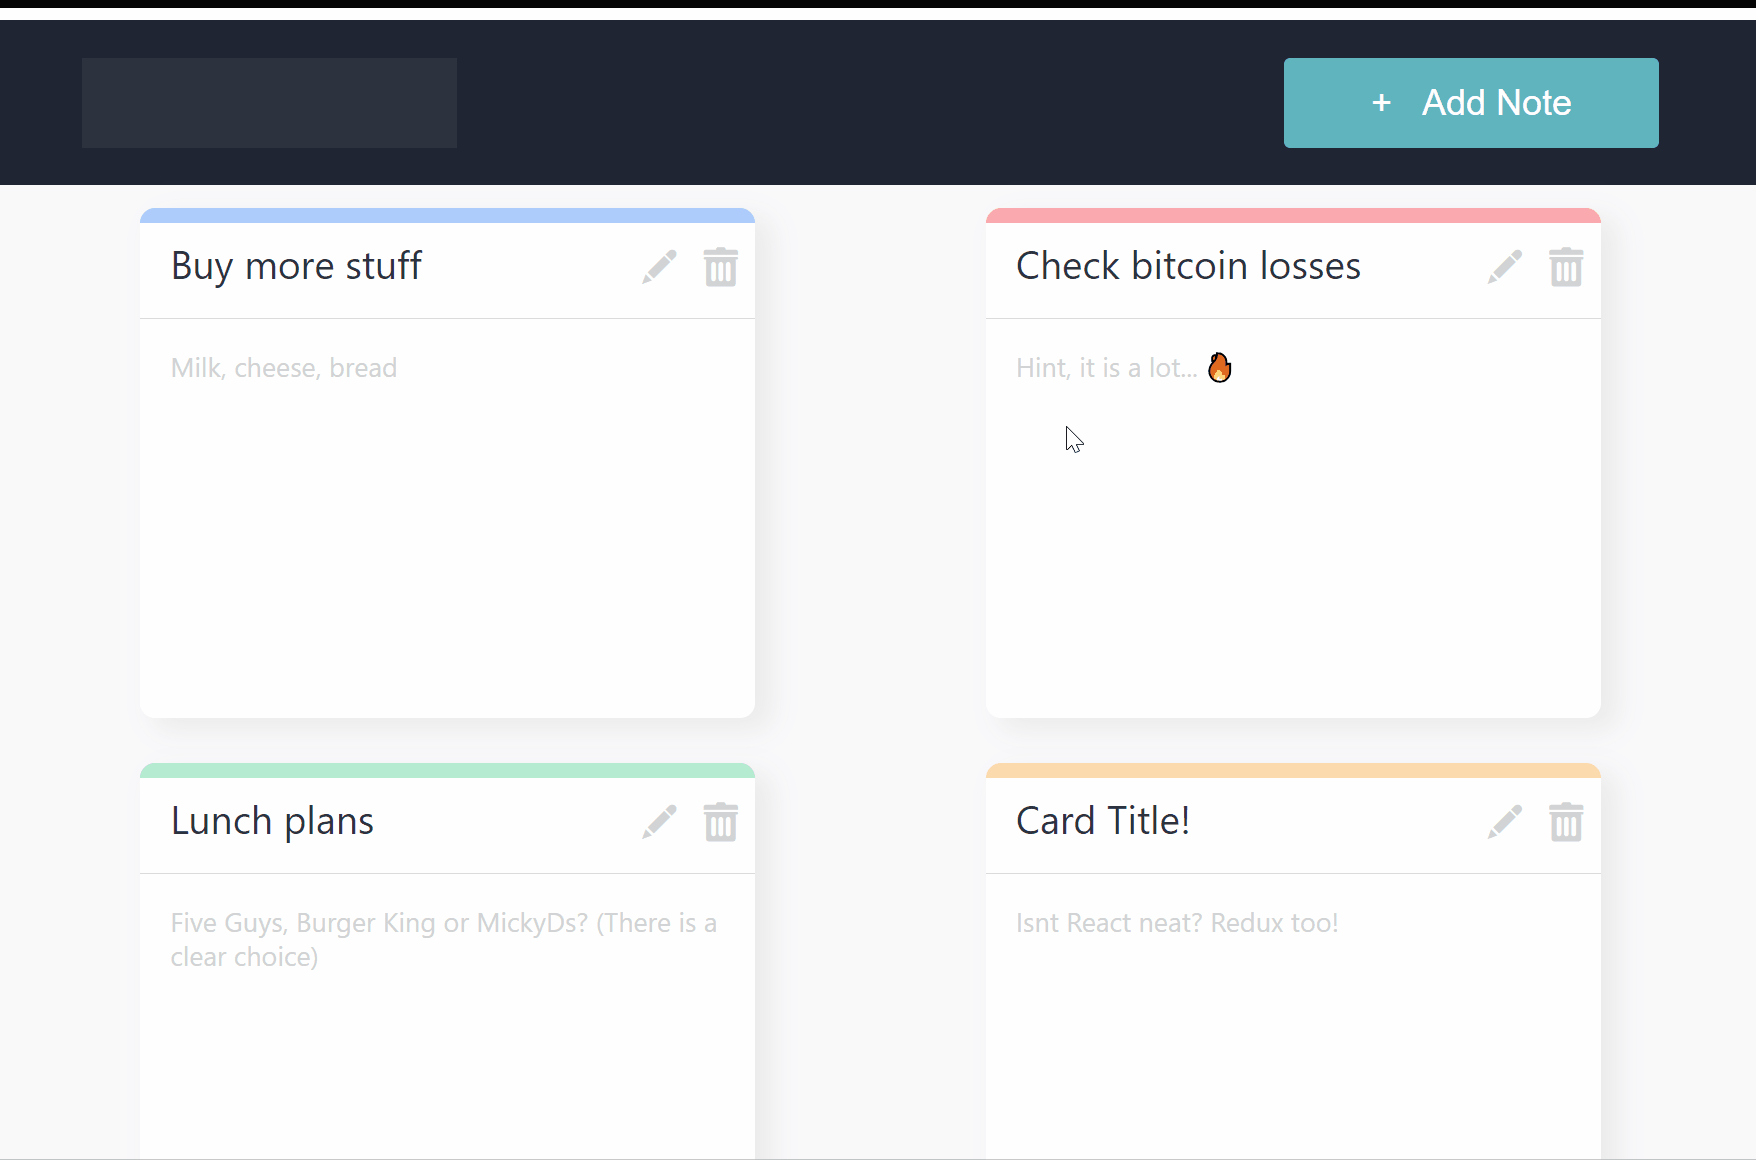 + Add Note
Buy more stuff
Milk, cheese, bread
Check bitcoin losses
Hint, it is a lot... 🔥
Lunch plans
Five Guys, Burger King or MickyDs? (There is a
clear choice)
Card Title!
Isnt React neat? Redux too!